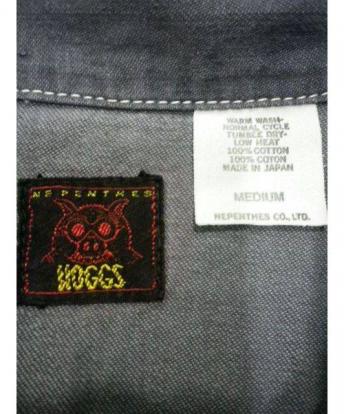 NEPENTHES
HOGGS
WARM WASH-
NORMAL CYCLE
TUMBLE DRY-
LOW HEAT
100% COTTON
100% COTON
MADE IN JAPAN
MEDIUM
NEPENTHES CO., LTD.